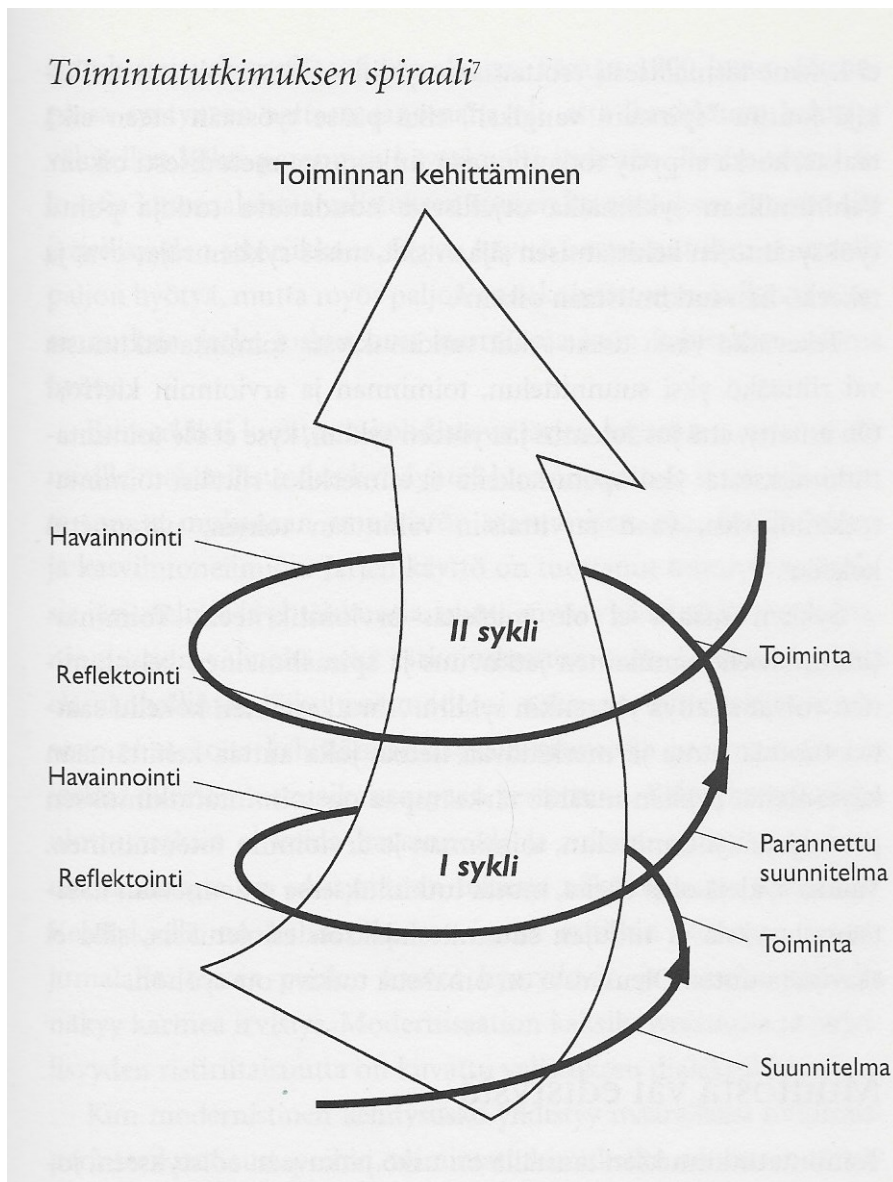 Toimintatutkimuksen spiraali⁷
Toiminnan kehittäminen
Havainnointi
II sykli
Toiminta
Reflektointi
Havainnointi
I sykli
Parannettu
suunnitelma
Reflektointi
Toiminta
Suunnitelma